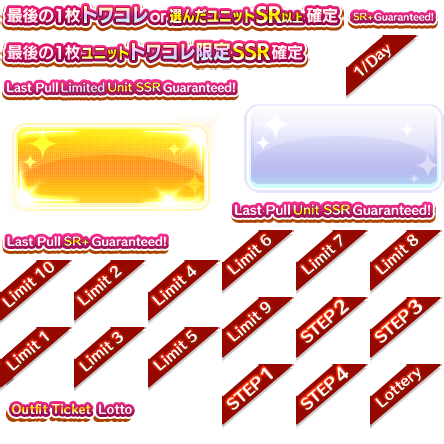 最後の1枚トワコレor選んだユニットSR以上確定
SR+Guaranteed!
最後の1枚ユニットトワコレ限定SSR確定
1/Day
Last Pull Limited Unit SSR Guaranteed!
Last Pull Unit SSR Guaranteed!
Last Pull SR+ Guaranteed!
Limit 6
Limit 7
Limit 8
Limit 10
Limit 2
Limit 4
Limit 9
STEP 2
STEP 3
Limit 1
Limit 3
Limit 5
STEP 1
STEP 4
Lottery
Outfit Ticket Lotto